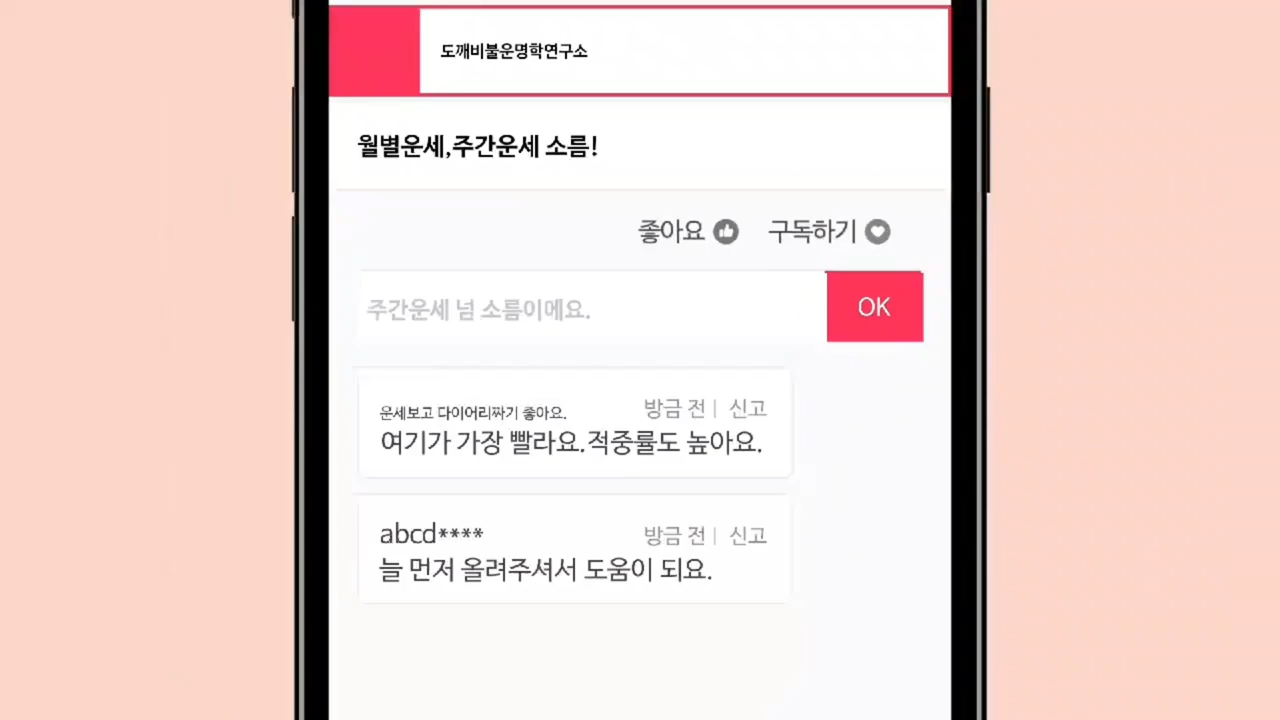 도깨비불운명학연구소
월별운세,주간운세 소름!
좋아요 구독하기
주간운세 넘 소름이에요.
OK
운세보고 다이어리짜기 좋아요.
방금 전 | 신고
여기가 가장 빨라요.적중률도 높아요.
abcd****
방금 전 | 신고
늘 먼저 올려주셔서 도움이 되요.